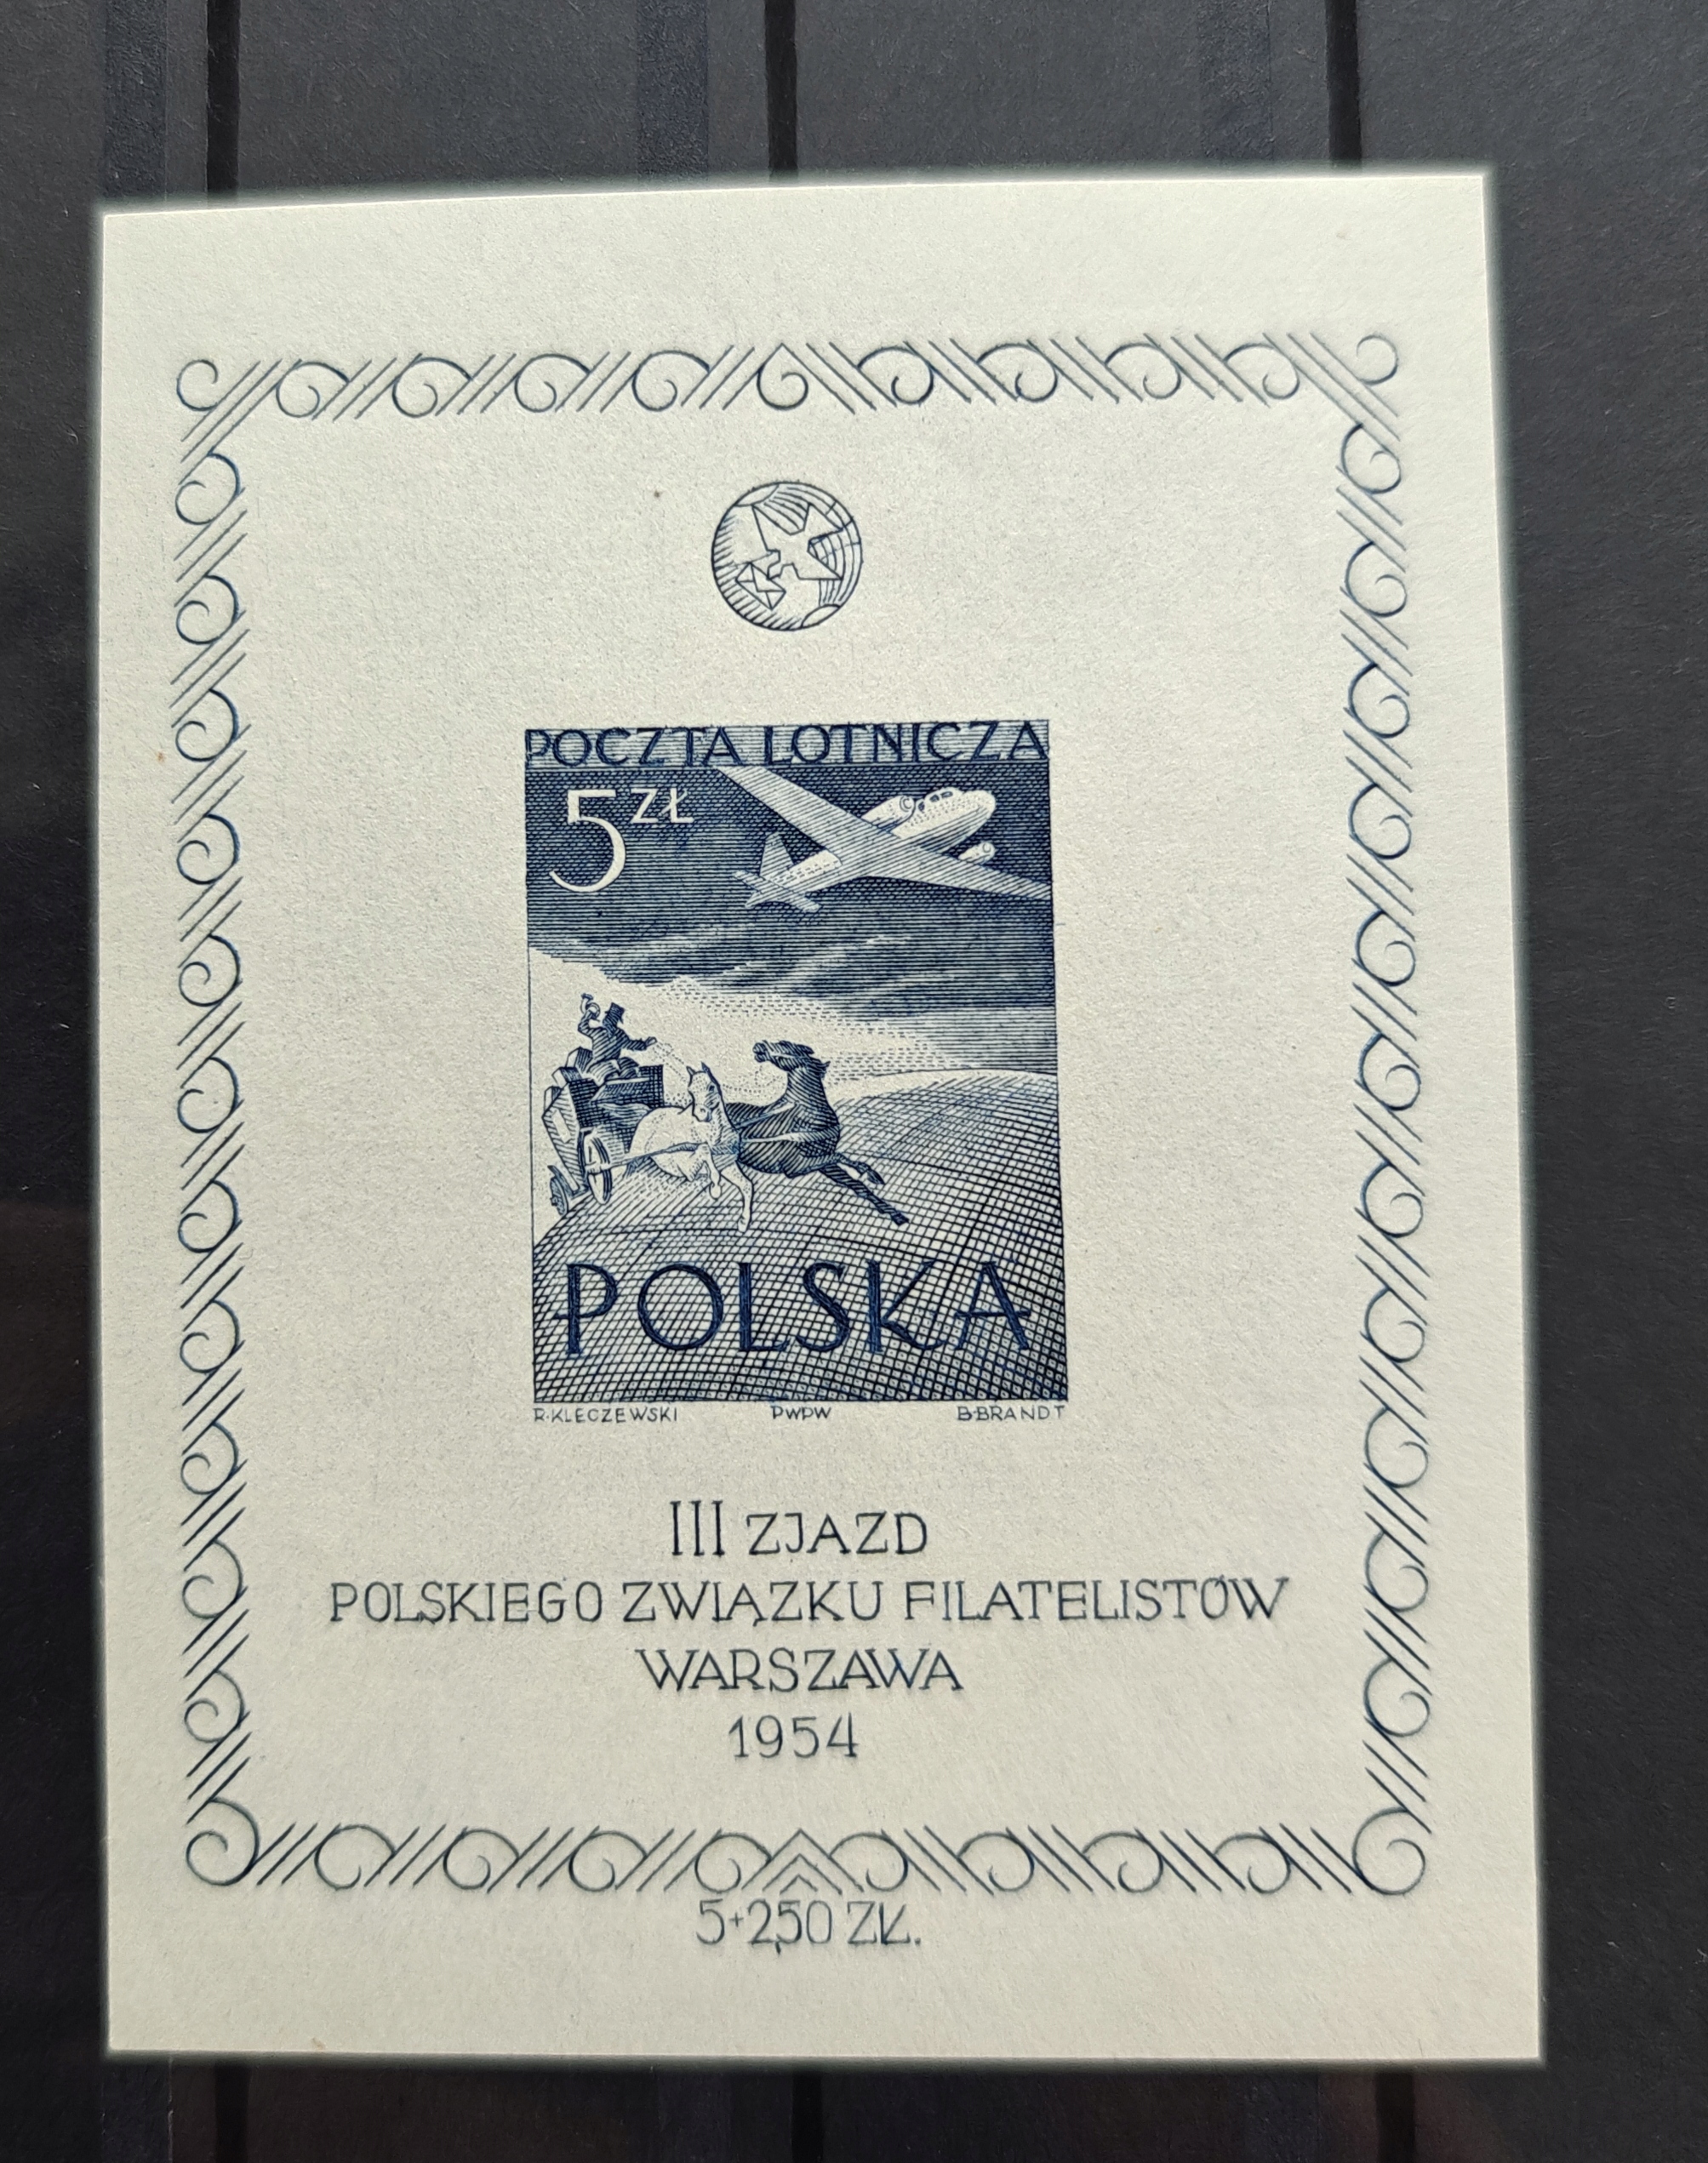 POCZTA LOTNICZA
5 ZŁ
POLSKA
R·KLECZEWSKI PWPW B·BRANDT
III ZJAZD
POLSKIEGO ZWIĄZKU FILATELISTÓW
WARSZAWA
1954
5+2,50 ZŁ.